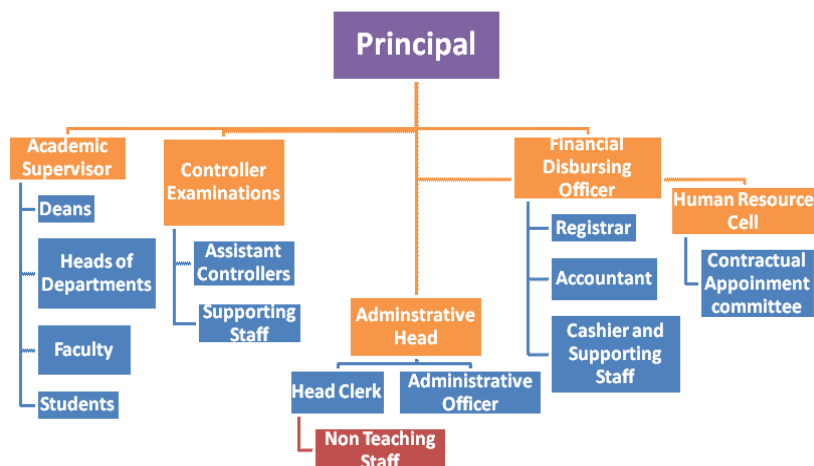 Principal
Academic
Supervisor
Deans
Heads of
Departments
Faculty
Students
Controller
Examinations
Assistant
Controllers
Supporting
Staff
Adminstrative
Head
Head Clerk
Administrative
Officer
Non Teaching
Staff
Financial
Disbursing
Officer
Registrar
Accountant
Cashier and
Supporting
Staff
Human Resource
Cell
Contractual
Appoinment
committee